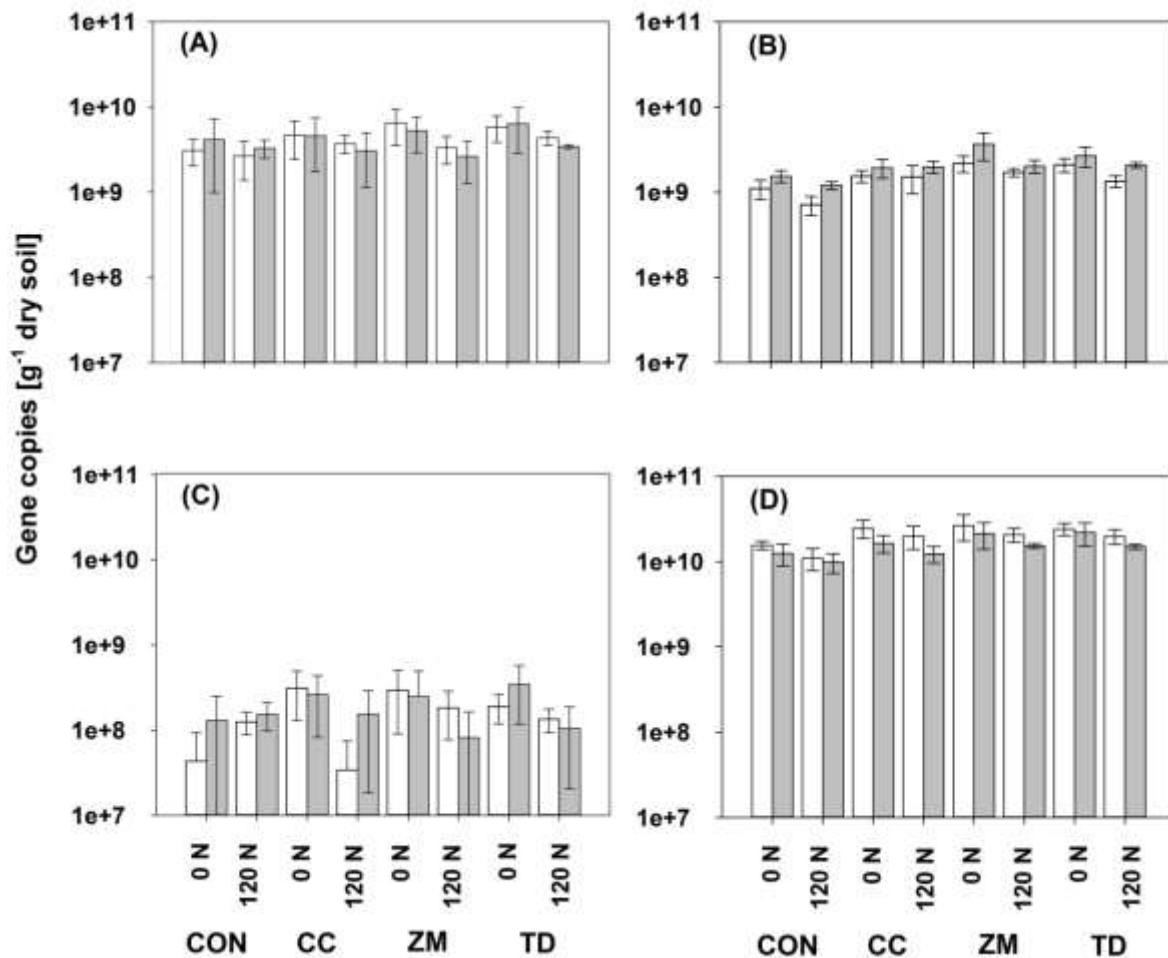 Gene copies [g⁻¹ dry soil]
(A)
1e+11
1e+10
1e+9
1e+8
1e+7
(B)
1e+11
1e+10
1e+9
1e+8
1e+7
(C)
1e+11
1e+10
1e+9
1e+8
1e+7
0 N 120 N 0 N 120 N 0 N 120 N 0 N 120 N
CON CC ZM TD
(D)
1e+11
1e+10
1e+9
1e+8
1e+7
0 N 120 N 0 N 120 N 0 N 120 N 0 N 120 N
CON CC ZM TD